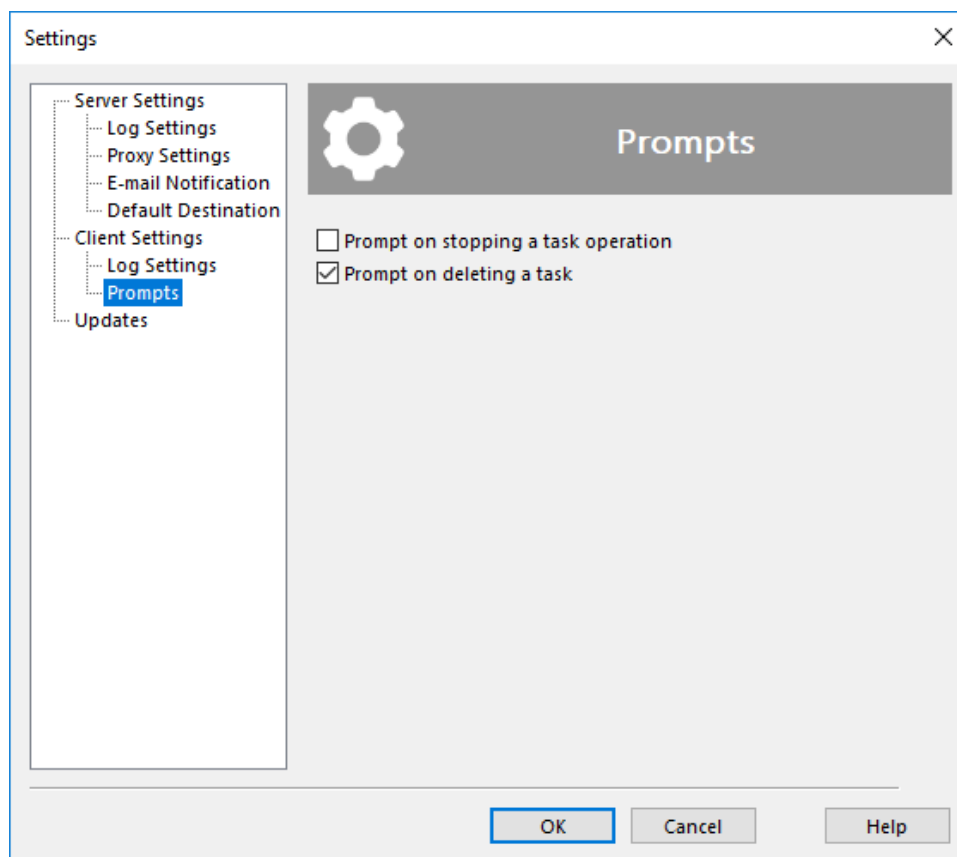 Settings
Server Settings
Log Settings
Proxy Settings
E-mail Notification
Default Destination
Client Settings
Log Settings
Prompts
Updates
Prompts
Prompt on stopping a task operation
Prompt on deleting a task
OK
Cancel
Help